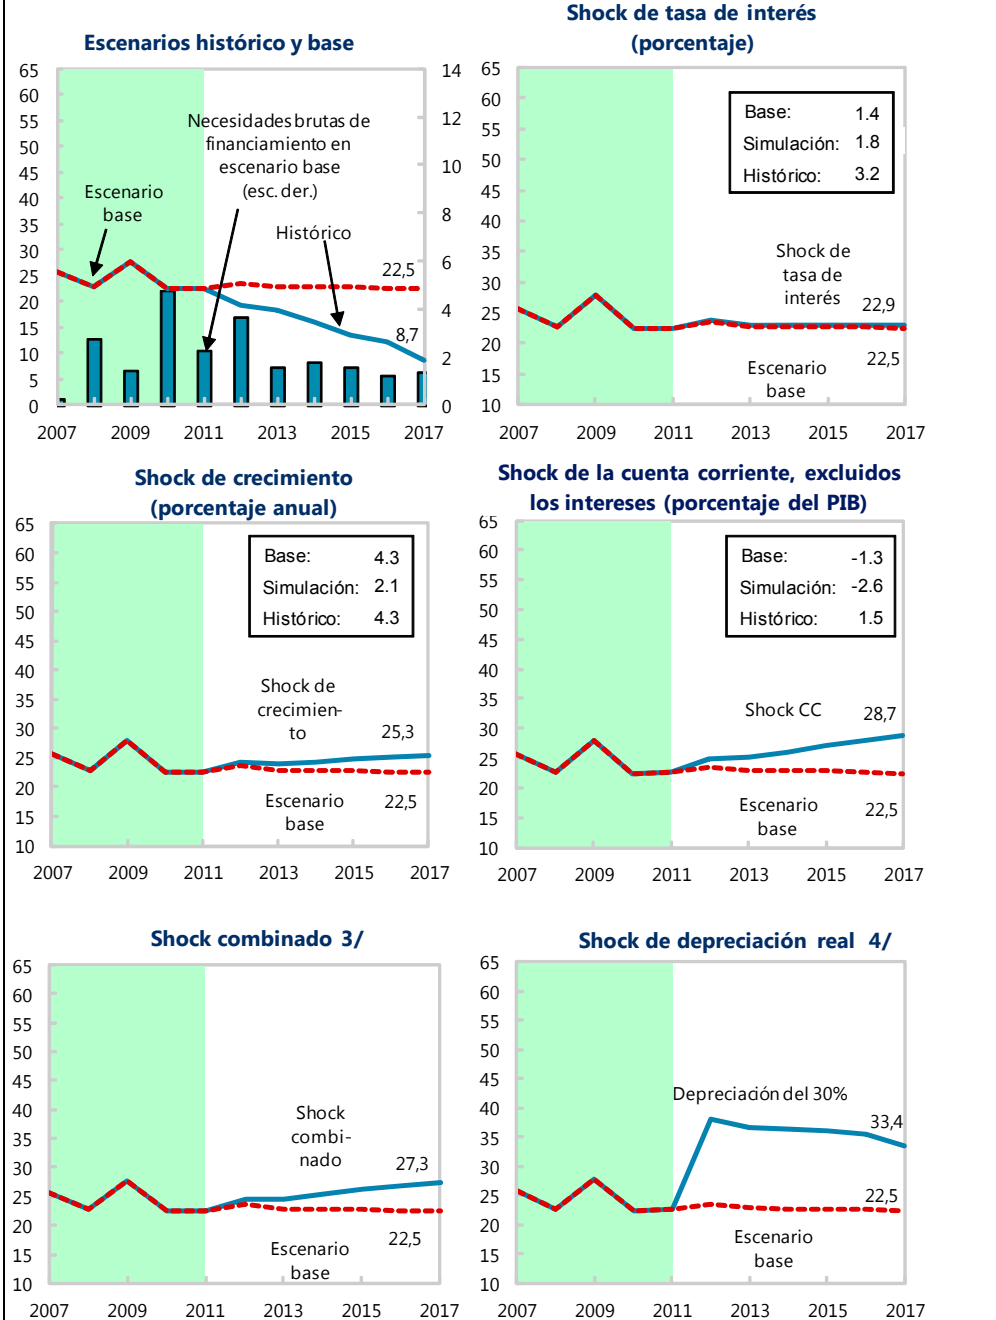 Escenarios histórico y base
65
60
55
50
45
40
35
30
25
20
15
10
5
0
14
12
10
8
6
4
2
0
Necesidades brutas de
financiamiento en
escenario base
(esc. der.)
Escenario
base
Histórico
22,5
8,7
2007 2009 2011 2013 2015 2017
Shock de tasa de interés
(porcentaje)
65
60
55
50
45
40
35
30
25
20
15
10
Base: 1.4
Simulación: 1.8
Histórico: 3.2
Shock de
tasa de
interés
22,9
22,5
Escenario
base
2007 2009 2011 2013 2015 2017
Shock de crecimiento
(porcentaje anual)
65
60
55
50
45
40
35
30
25
20
15
10
Base: 4.3
Simulación: 2.1
Histórico: 4.3
Shock de
crecimien-
to
25,3
Escenario
base
22,5
2007 2009 2011 2013 2015 2017
Shock de la cuenta corriente, excluidos
los intereses (porcentaje del PIB)
65
60
55
50
45
40
35
30
25
20
15
10
Base: -1.3
Simulación: -2.6
Histórico: 1.5
Shock CC
28,7
Escenario
base
22,5
2007 2009 2011 2013 2015 2017
Shock combinado 3/
65
60
55
50
45
40
35
30
25
20
15
10
Shock
combi-
nado
27,3
22,5
Escenario
base
2007 2009 2011 2013 2015 2017
Shock de depreciación real 4/
65
60
55
50
45
40
35
30
25
20
15
10
Depreciación del 30%
33,4
22,5
Escenario
base
2007 2009 2011 2013 2015 2017